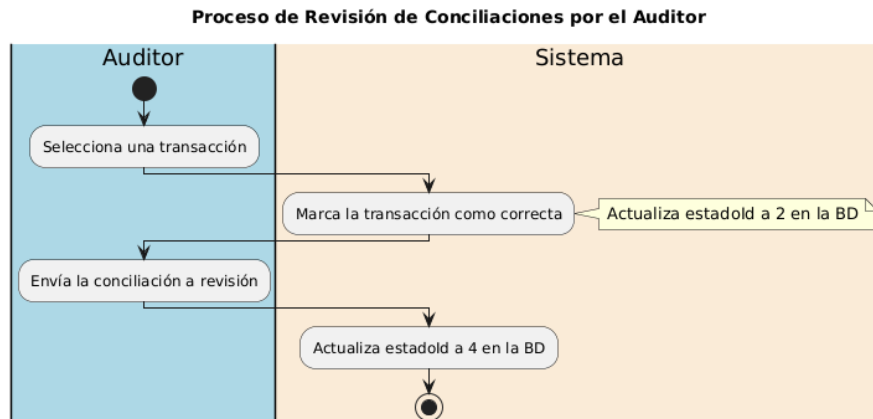 Proceso de Revisión de Conciliaciones por el Auditor
Auditor
Sistema
Selecciona una transacción
Marca la transacción como correcta
Actualiza estadoId a 2 en la BD
Envía la conciliación a revisión
Actualiza estadoId a 4 en la BD